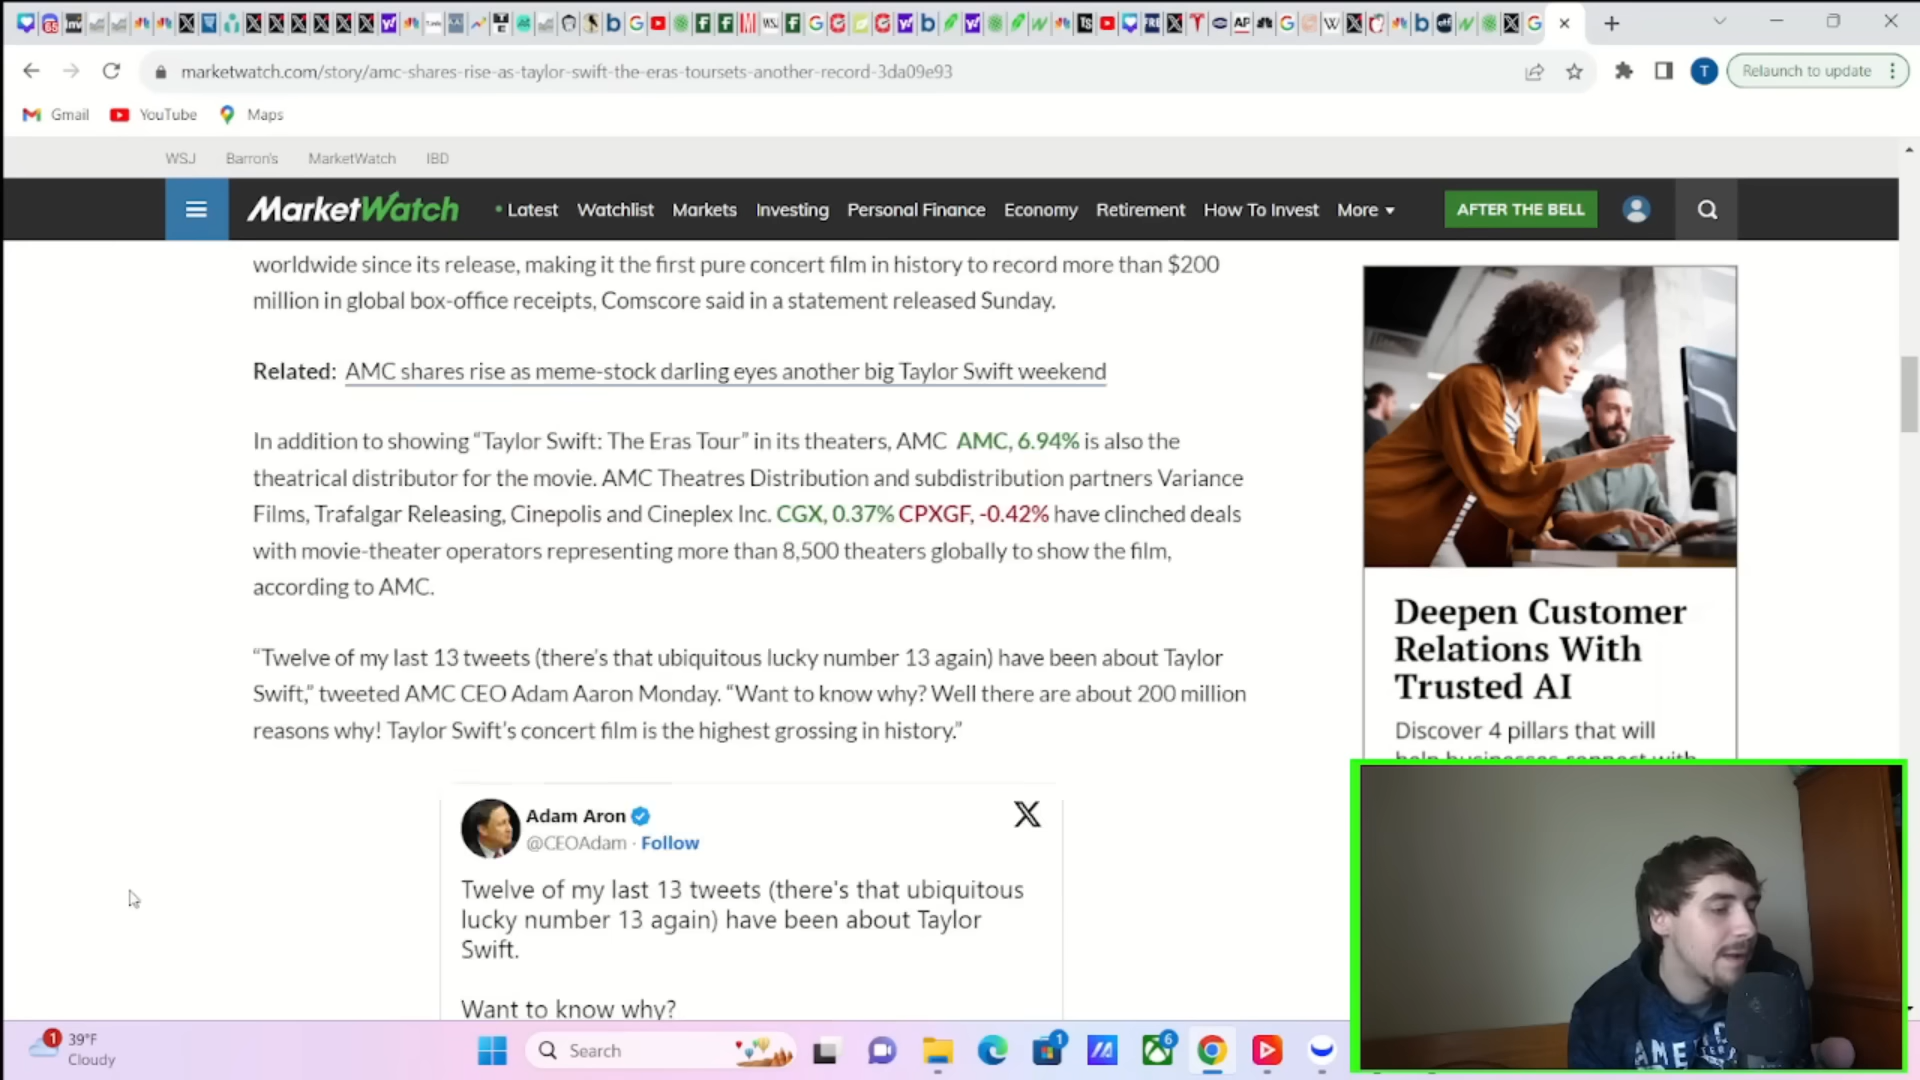 marketwatch.com/story/amc-shares-rise-as-taylor-swift-the-eras-toursets-another-record-3da09e93
T
Relaunch to update
Gmail
YouTube
Maps
WSJ Barron's MarketWatch IBD
MarketWatch
Latest Watchlist Markets Investing Personal Finance Economy Retirement How To Invest More
AFTER THE BELL
worldwide since its release, making it the first pure concert film in history to record more than $200
million in global box-office receipts, Comscore said in a statement released Sunday.
Related: AMC shares rise as meme-stock darling eyes another big Taylor Swift weekend
In addition to showing “Taylor Swift: The Eras Tour” in its theaters, AMC AMC, 6.94% is also the
theatrical distributor for the movie. AMC Theatres Distribution and subdistribution partners Variance
Films, Trafalgar Releasing, Cinepolis and Cineplex Inc. CGX, 0.37% CPXGF, -0.42% have clinched deals
with movie-theater operators representing more than 8,500 theaters globally to show the film,
according to AMC.
“Twelve of my last 13 tweets (there’s that ubiquitous lucky number 13 again) have been about Taylor
Swift,” tweeted AMC CEO Adam Aaron Monday. “Want to know why? Well there are about 200 million
reasons why! Taylor Swift’s concert film is the highest grossing in history.”
Adam Aron
@CEOAdam · Follow
Twelve of my last 13 tweets (there's that ubiquitous
lucky number 13 again) have been about Taylor
Swift.
Want to know why?
Deepen Customer
Relations With
Trusted AI
Discover 4 pillars that will
help businesses connect with
1
39°F
Cloudy
Search
1
6